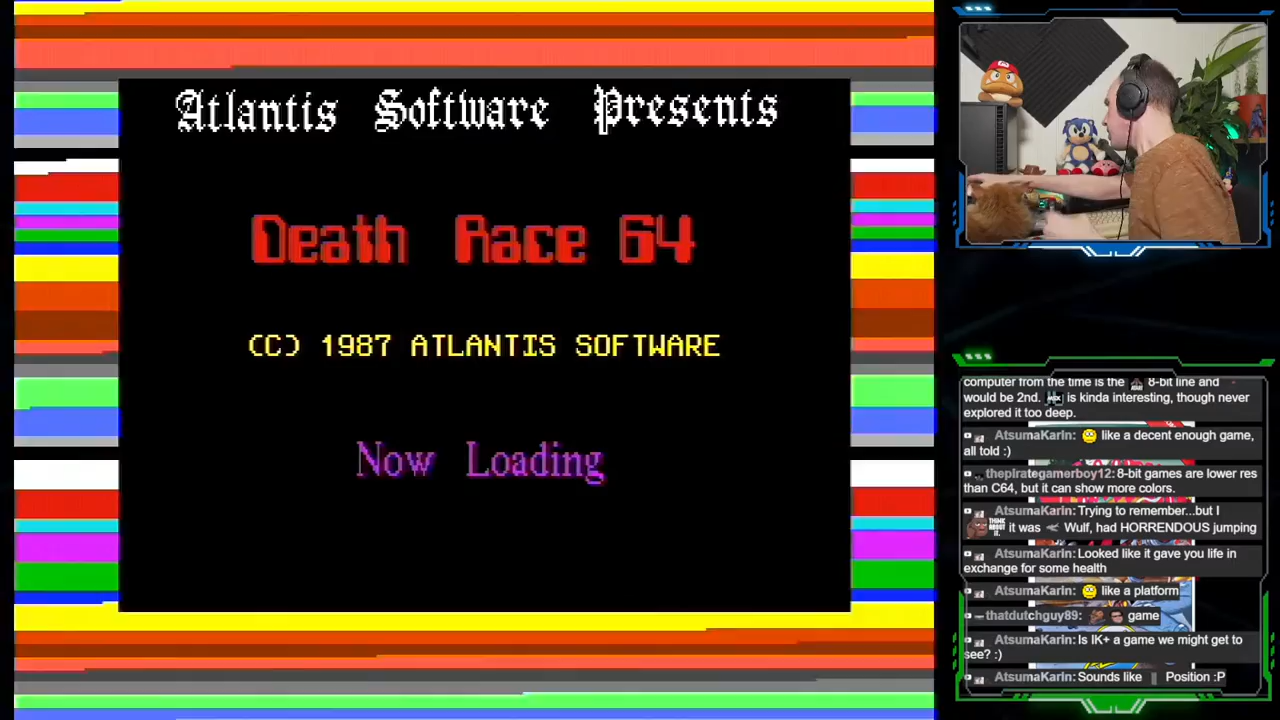 Atlantis Software Presents
Death Race 64
(C) 1987 ATLANTIS SOFTWARE
Now Loading
computer from the time is the 8-bit line and
would be 2nd. is kinda interesting, though never
explored it too deep.
AtsumaKarin: like a decent enough game,
all told :)
thepirategamerboy12: 8-bit games are lower res
than C64, but it can show more colors.
AtsumaKarin: Trying to remember...but I
it was Wulf, had HORRENDOUS jumping
AtsumaKarin: Looked like it gave you life in
exchange for some health
AtsumaKarin: like a platform
thatdutchguy89: game
AtsumaKarin: Is IK+ a game we might get to
see? :)
AtsumaKarin: Sounds like Position :P